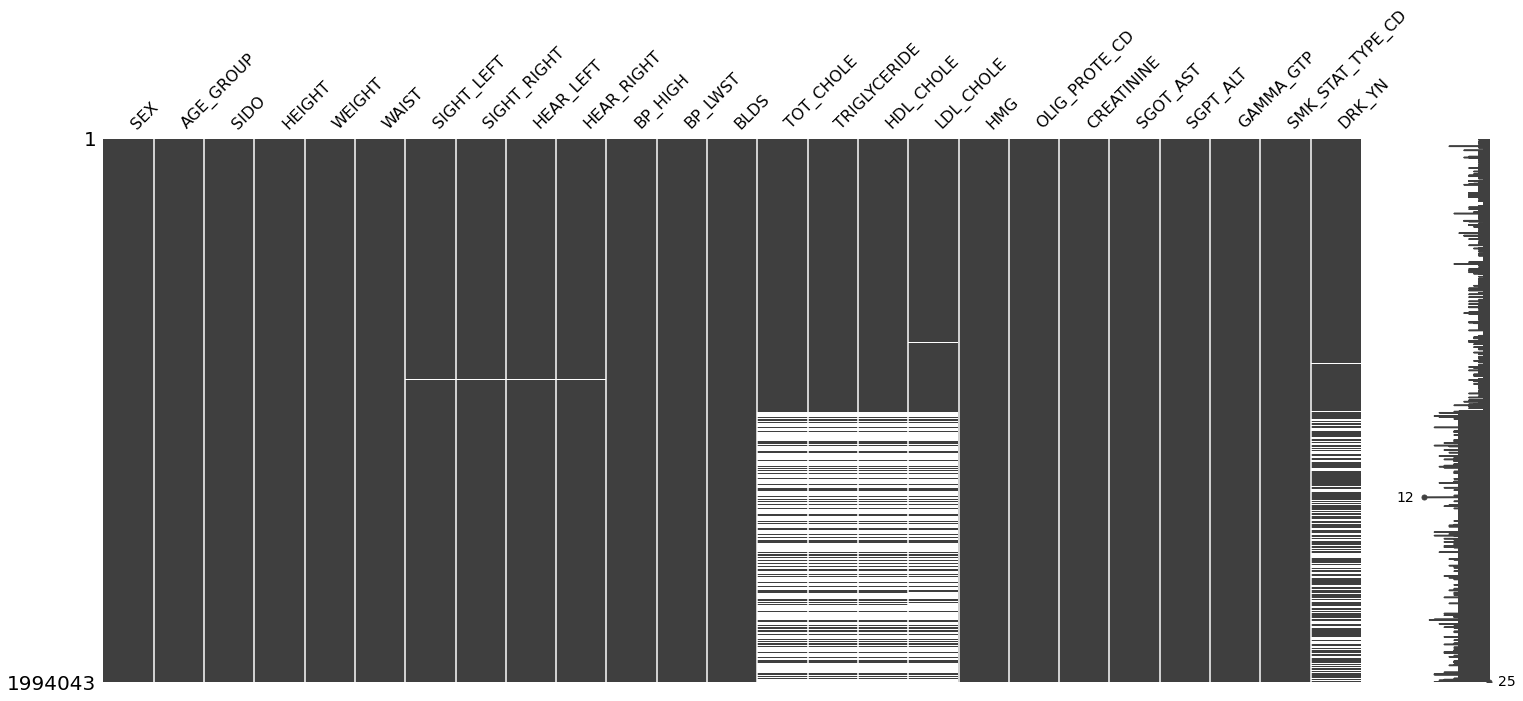 SEX
AGE_GROUP
SIDO
HEIGHT
WEIGHT
WAIST
SIGHT_LEFT
SIGHT_RIGHT
HEAR_LEFT
HEAR_RIGHT
BP_HIGH
BP_LWST
BLDS
TOT_CHOLE
TRIGLYCERIDE
HDL_CHOLE
LDL_CHOLE
HMG
OLIG_PROTE_CD
CREATININE
SGOT_AST
SGPT_ALT
GAMMA_GTP
SMK_STAT_TYPE_CD
DRK_YN
1
12
1994043
25